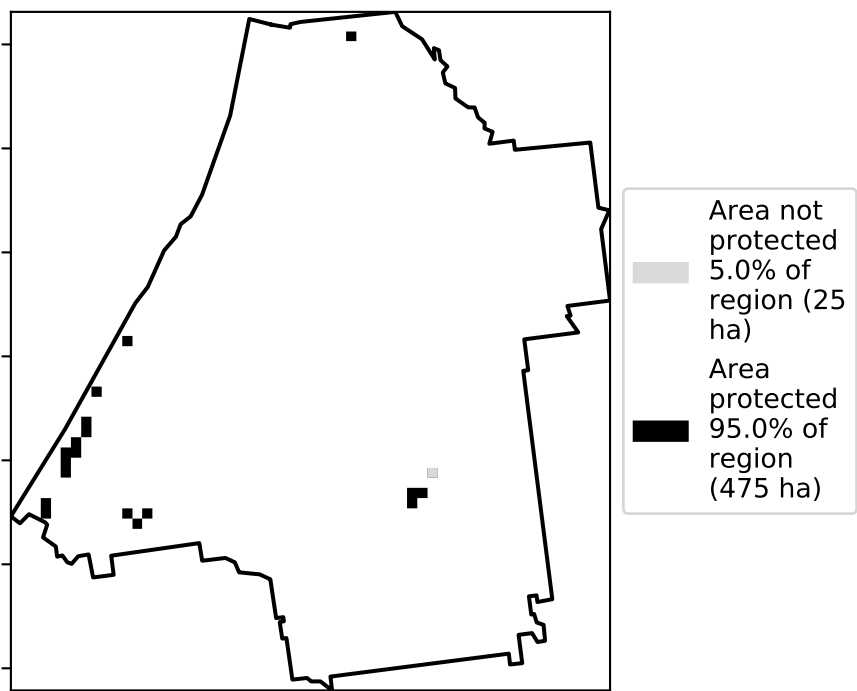 Area not
protected
5.0% of
region (25
ha)
Area
protected
95.0% of
region
(475 ha)